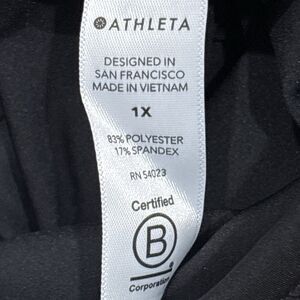 ATHLETA
DESIGNED IN
SAN FRANCISCO
MADE IN VIETNAM
1X
83% POLYESTER
17% SPANDEX
RN 54023
Certified
B
Corporation